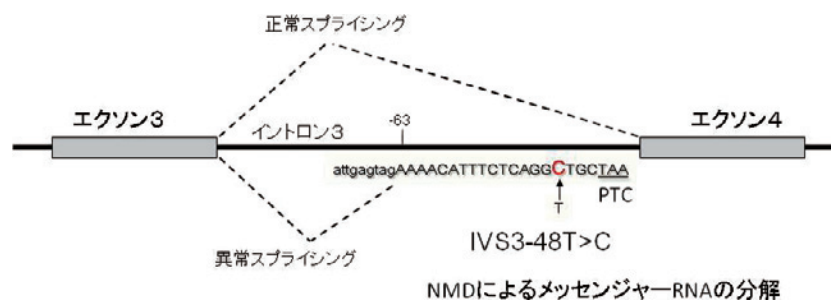 正常スプライシング
エクソン3
イントロン3
-63
エクソン4
attgagtagAAAACATTTCTCAGGCTGCTAA
T
PTC
IVS3-48T>C
異常スプライシング
NMDによるメッセンジャーRNAの分解